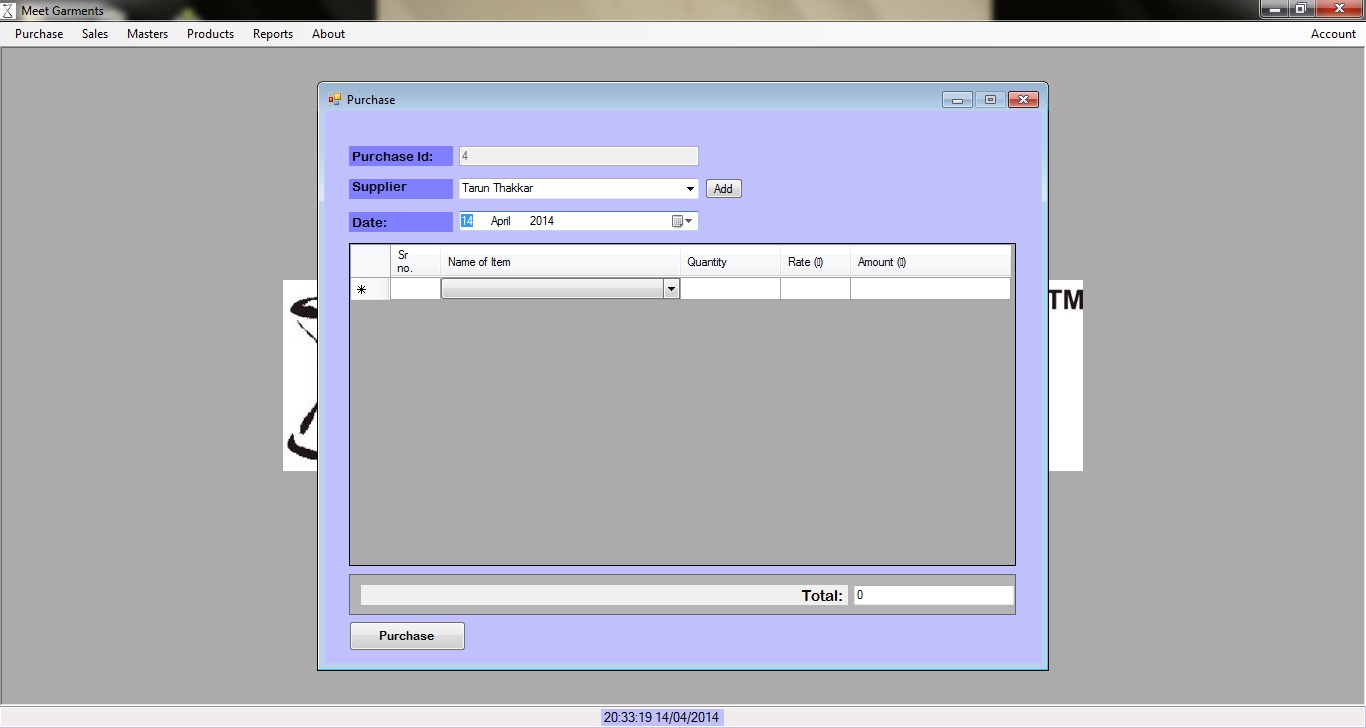 Meet Garments
Purchase Sales Masters Products Reports About Account
Purchase
Purchase Id: 4
Supplier Tarun Thakkar Add
Date: 14 April 2014
Sr no. Name of Item Quantity Rate (▯) Amount (▯)
Total: 0
Purchase
TM
20:33:19 14/04/2014